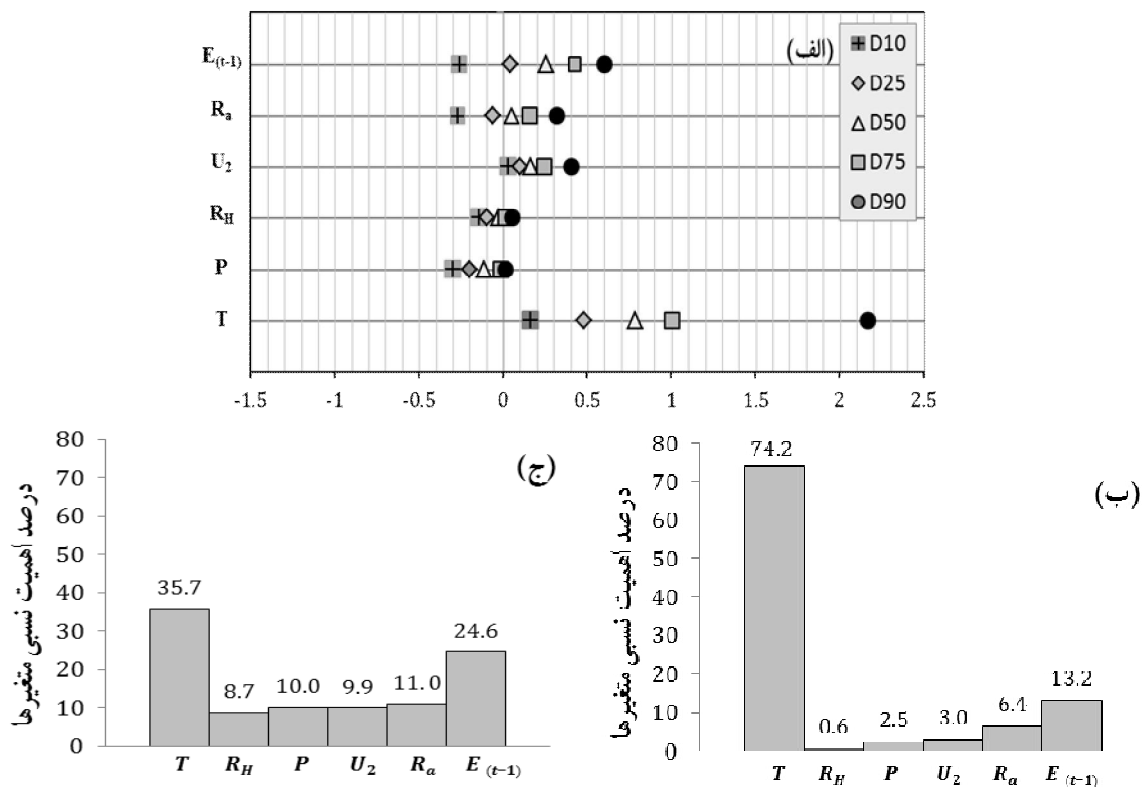 (الف)
D10
D25
D50
D75
D90
E(t-1)
Ra
U2
RH
P
T
-1.5 -1 -0.5 0 0.5 1 1.5 2 2.5
(ب)
درصد اهمیت نسبی متغیرها
80
70
60
50
40
30
20
10
0
74.2
0.6
2.5
3.0
6.4
13.2
T RH P U2 Ra E (t-1)
(ج)
درصد اهمیت نسبی متغیرها
80
70
60
50
40
30
20
10
0
35.7
8.7
10.0
9.9
11.0
24.6
T RH P U2 Ra E (t-1)